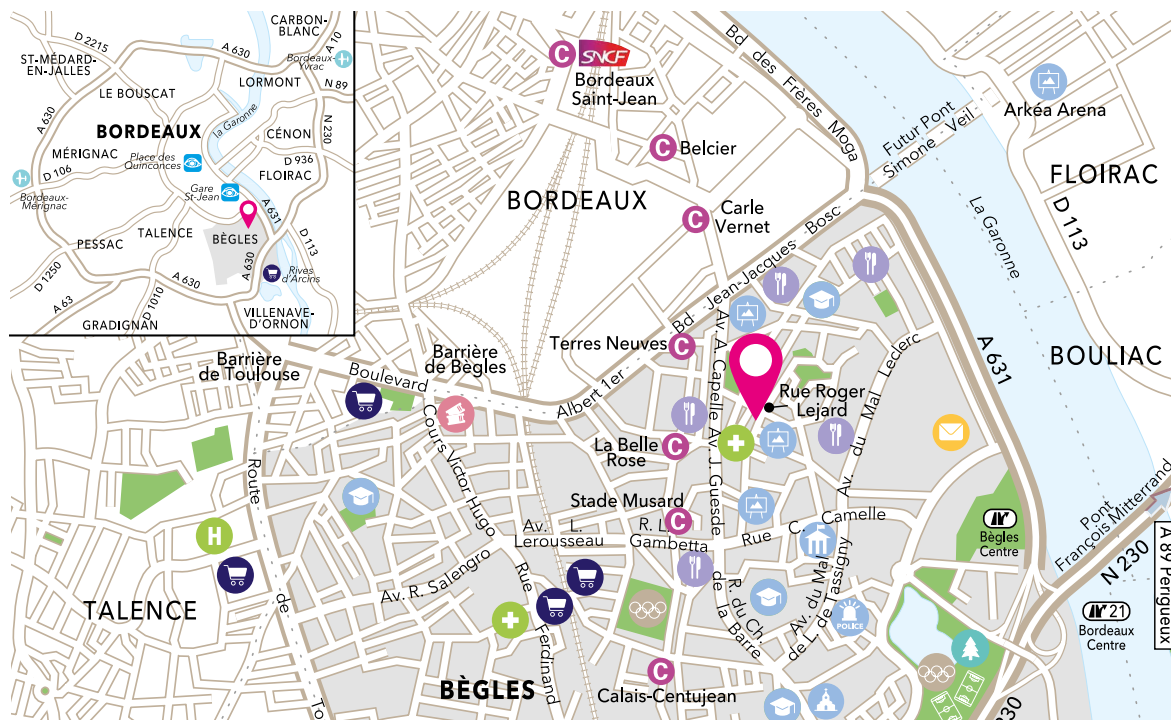 CARBON-
BLANC
D 2215
A 630
A 10
Bordeaux-
Yvrac
ST-MÉDARD-
EN-JALLES
LORMONT
N 89
LE BOUSCAT
A 630
la Garonne
BORDEAUX
CÉNON
N 230
MÉRIGNAC
Place des
Quinconces
D 936
D 106
FLOIRAC
Bordeaux-
Mérignac
Gare
St-Jean
A 631
TALENCE
BÈGLES
D 113
PESSAC
A 630
Rives
d'Arcins
D 1250
A 630
A 63
D 1010
VILLENAVE-
D'ORNON
GRADIGNAN
C
SNCF
Bordeaux
Saint-Jean
Bd des Frères Moga
Arkéa Arena
Futur Pont
Simone - Veil
C
Belcier
FLOIRAC
BORDEAUX
C
Carle
Vernet
La Garonne
D 113
Bd Jean-Jacques Bosc
Terres Neuves
C
Av. A. Capelle
Av. du Mal Leclerc
A 631
BOULIAC
Barrière
de Toulouse
Barrière
de Bègles
Boulevard
Albert 1er
Rue Roger
Lejard
Cours Victor Hugo
La Belle
Rose
C
Av. J. Guesde
Route de To
Stade Musard
C
Pont
François Mitterrand
H
Av. L.
Lerousseau
R. L.
Gambetta
Rue C. Camelle
Bègles
Centre
N 230
A 89 Périgueux
Av. R. Salengro
Rue Ferdinand
TALENCE
R. du Ch.
de la Barre
Av. du Mal
de L. de Tassigny
POLICE
21
Bordeaux
Centre
C
BÈGLES
Calais-Centujean
230